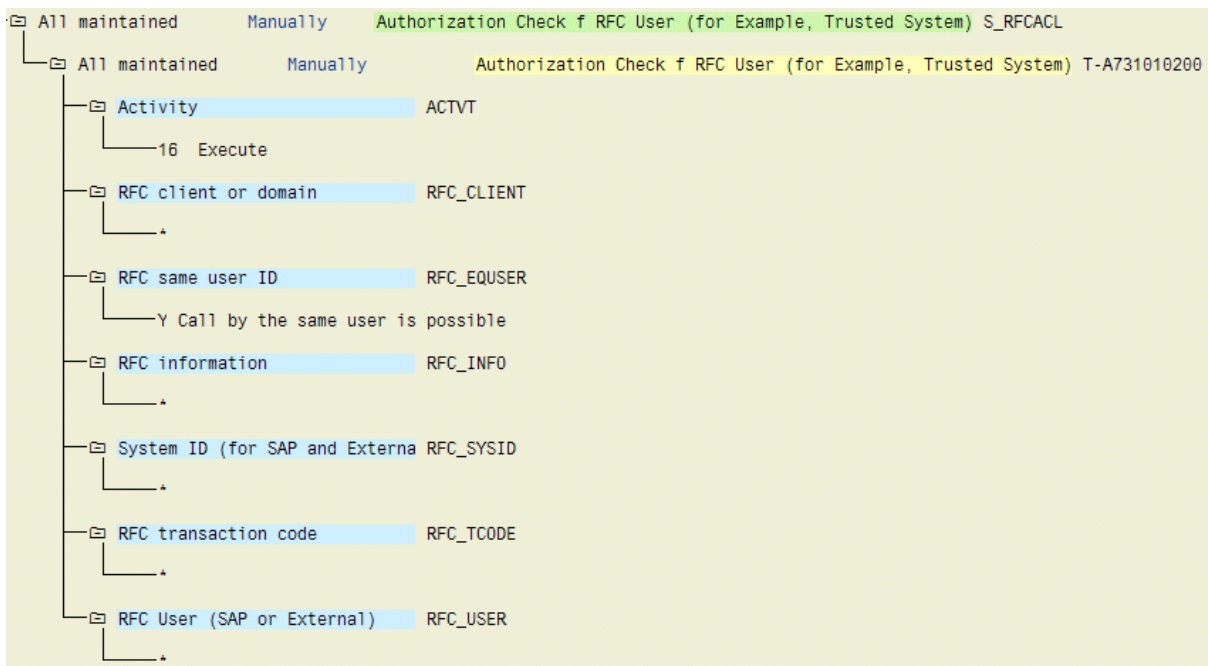 All maintained Manually Authorization Check f RFC User (for Example, Trusted System) S_RFCACL
All maintained Manually Authorization Check f RFC User (for Example, Trusted System) T-A731010200
Activity ACTVT
16 Execute
RFC client or domain RFC_CLIENT
*
RFC same user ID RFC_EQUSER
Y Call by the same user is possible
RFC information RFC_INFO
*
System ID (for SAP and Externa RFC_SYSID
*
RFC transaction code RFC_TCODE
*
RFC User (SAP or External) RFC_USER
*